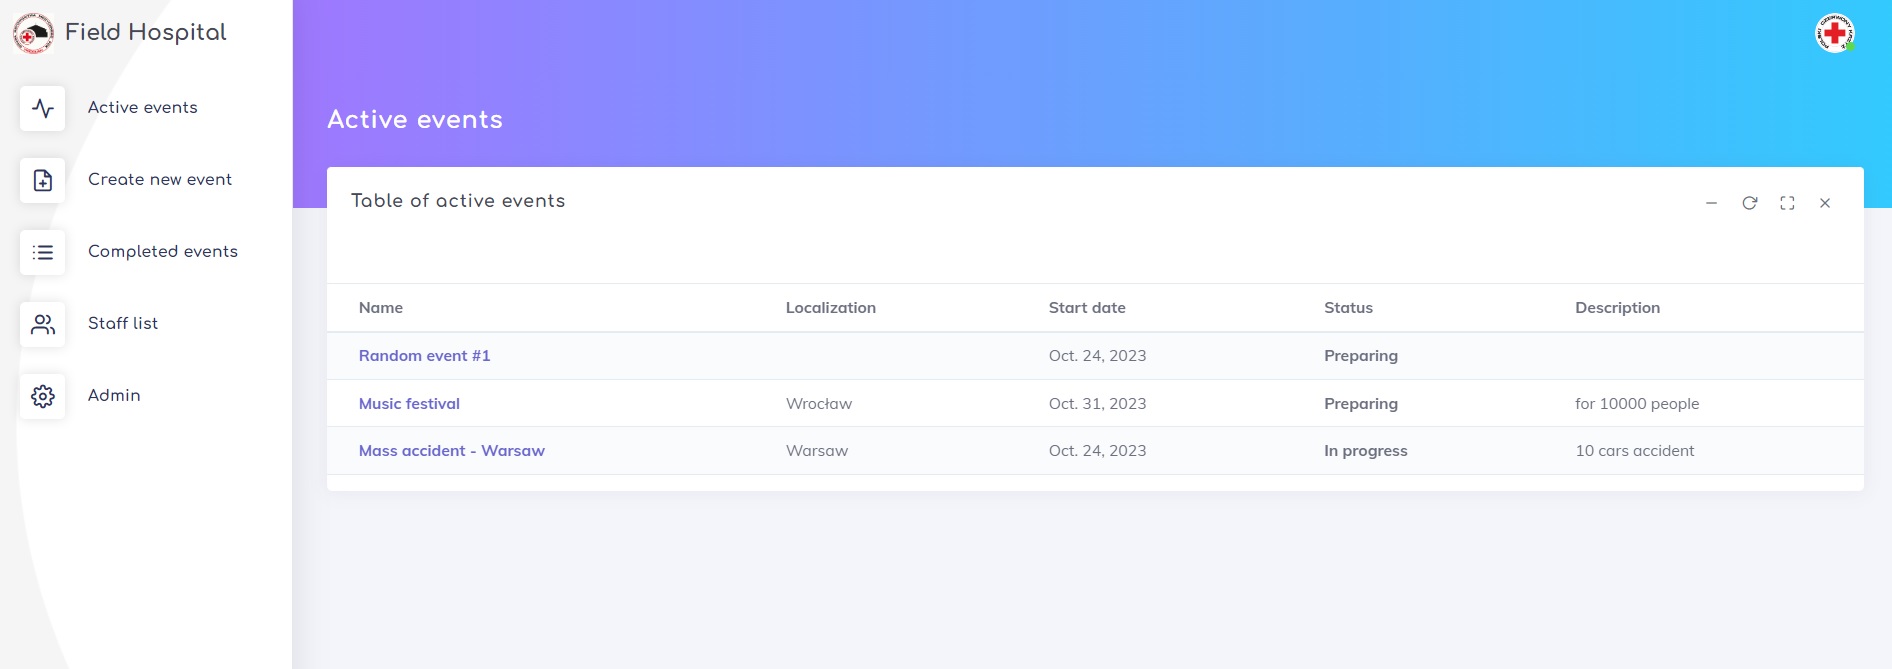 Field Hospital
Active events
Create new event
Completed events
Staff list
Admin
Active events
Table of active events
Name Localization Start date Status Description
Random event #1 Oct. 24, 2023 Preparing
Music festival Wrocław Oct. 31, 2023 Preparing for 10000 people
Mass accident - Warsaw Warsaw Oct. 24, 2023 In progress 10 cars accident